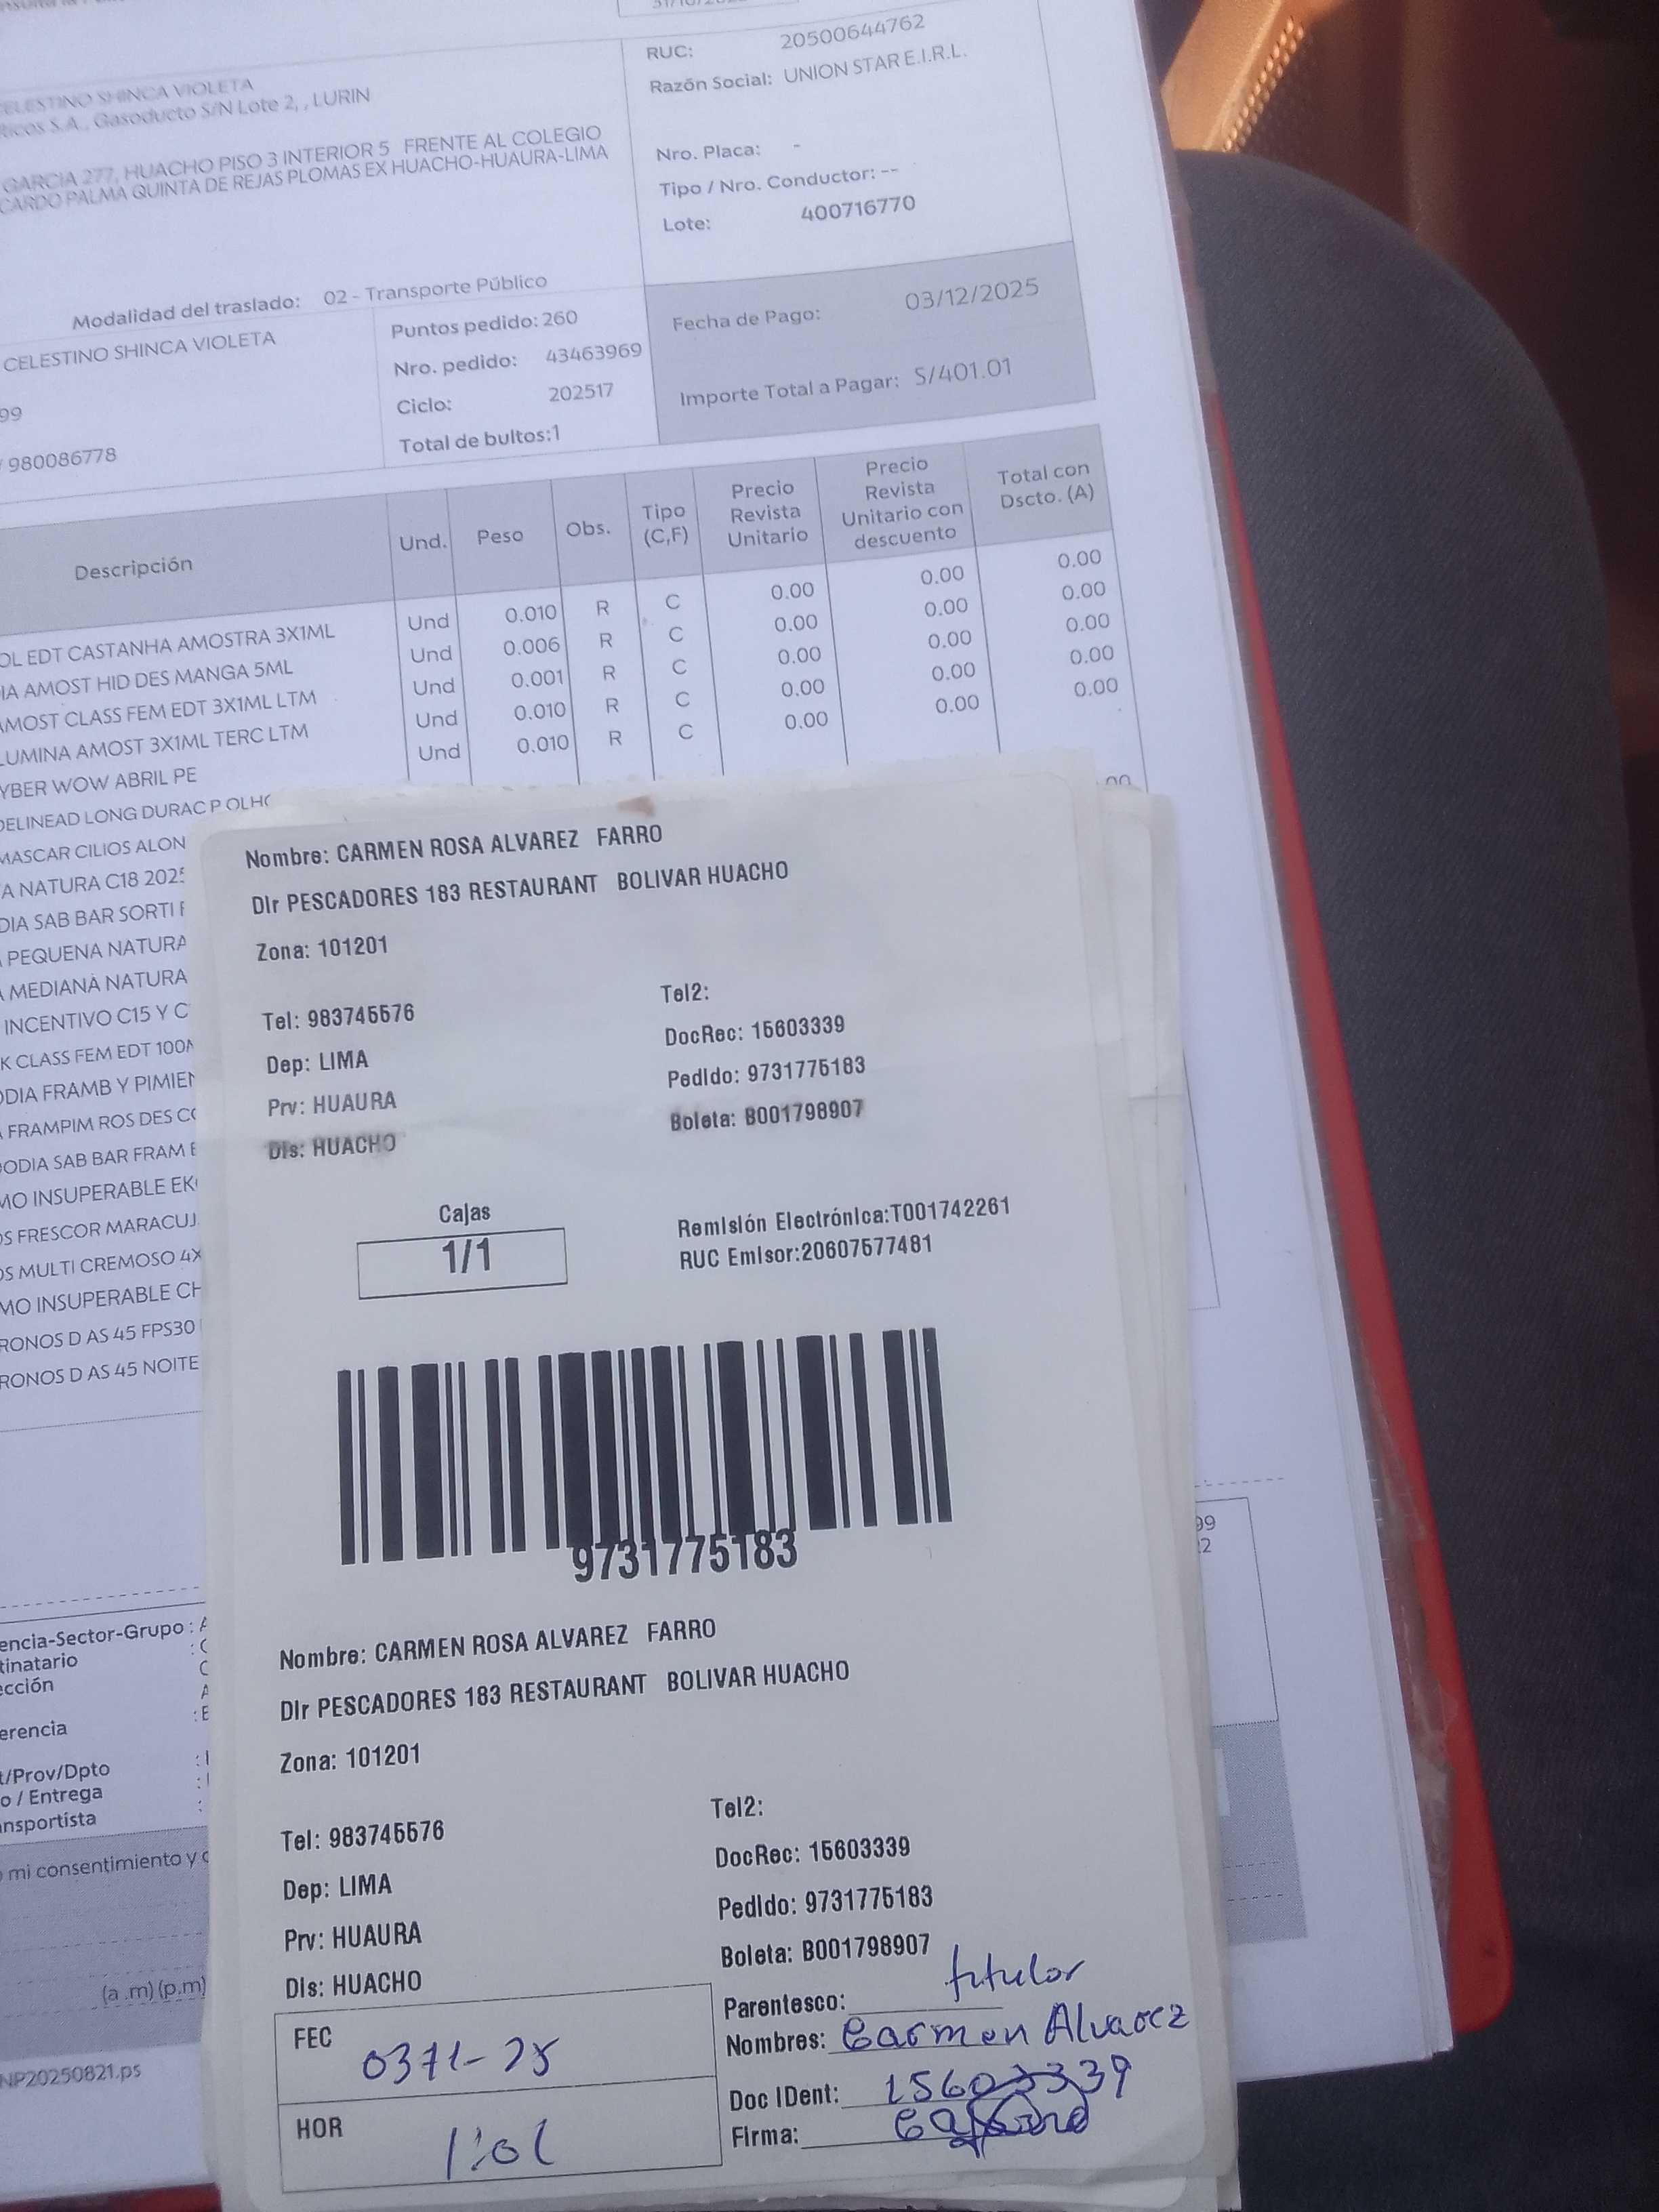 RUC: 20500644762
Razón Social: UNION STAR E.I.R.L.
CELESTINO SHINCA VIOLETA
S.A., Gasoducto S/N Lote 2, , LURIN
GARCIA 277, HUACHO PISO 3 INTERIOR 5 FRENTE AL COLEGIO
CARDO PALMA QUINTA DE REJAS PLOMAS EX HUACHO-HUAURA-LIMA
Nro. Placa: -
Tipo / Nro. Conductor: --
Lote: 400716770
Modalidad del traslado: 02 - Transporte Público
CELESTINO SHINCA VIOLETA
99
980086778
Puntos pedido: 260
Nro. pedido: 43463969
Ciclo: 202517
Total de bultos:1
Fecha de Pago: 03/12/2025
Importe Total a Pagar: S/401.01
Descripción Und. Peso Obs. Tipo (C,F) Precio Revista Unitario Precio Revista Unitario con descuento Total con Dscto. (A)
OL EDT CASTANHA AMOSTRA 3X1ML Und 0.010 R C 0.00 0.00 0.00
IA AMOST HID DES MANGA 5ML Und 0.006 R C 0.00 0.00 0.00
AMOST CLASS FEM EDT 3X1ML LTM Und 0.001 R C 0.00 0.00 0.00
LUMINA AMOST 3X1ML TERC LTM Und 0.010 R C 0.00 0.00 0.00
YBER WOW ABRIL PE Und 0.010 R C 0.00 0.00 0.00
DELINEAD LONG DURAC P OLHO
MASCAR CILIOS ALON
A NATURA C18 202
DIA SAB BAR SORTI
PEQUENA NATURA
MEDIANA NATURA
INCENTIVO C15 Y C
K CLASS FEM EDT 100
ODIA FRAMB Y PIMIE
FRAMPIM ROS DES C
ODIA SAB BAR FRAM
MO INSUPERABLE EK
OS FRESCOR MARACUJ
OS MULTI CREMOSO 4X
MO INSUPERABLE CH
RONOS D AS 45 FPS30
RONOS D AS 45 NOITE
encia-Sector-Grupo :
tinatario :
cción
erencia :
t/Prov/Dpto :
o / Entrega :
ansportista :
mi consentimiento y
(a .m) (p.m)
NP20250821.ps
99
22
Nombre: CARMEN ROSA ALVAREZ FARRO
DIr PESCADORES 183 RESTAURANT BOLIVAR HUACHO
Zona: 101201
Tel: 983745576 Tel2:
Dep: LIMA DocRec: 15603339
Prv: HUAURA PedIdo: 9731775183
DIs: HUACHO Boleta: B001798907
Cajas
1/1
RemIsIón ElectrónIca:T001742261
RUC EmIsor:20607577481
9731775183
Nombre: CARMEN ROSA ALVAREZ FARRO
DIr PESCADORES 183 RESTAURANT BOLIVAR HUACHO
Zona: 101201
Tel: 983745576 Tel2:
Dep: LIMA DocRec: 15603339
Prv: HUAURA PedIdo: 9731775183
DIs: HUACHO Boleta: B001798907
Parentesco: titular
Nombres: Carmen Alvarez
Doc IDent: 15603339
Firma:
FEC
HOR